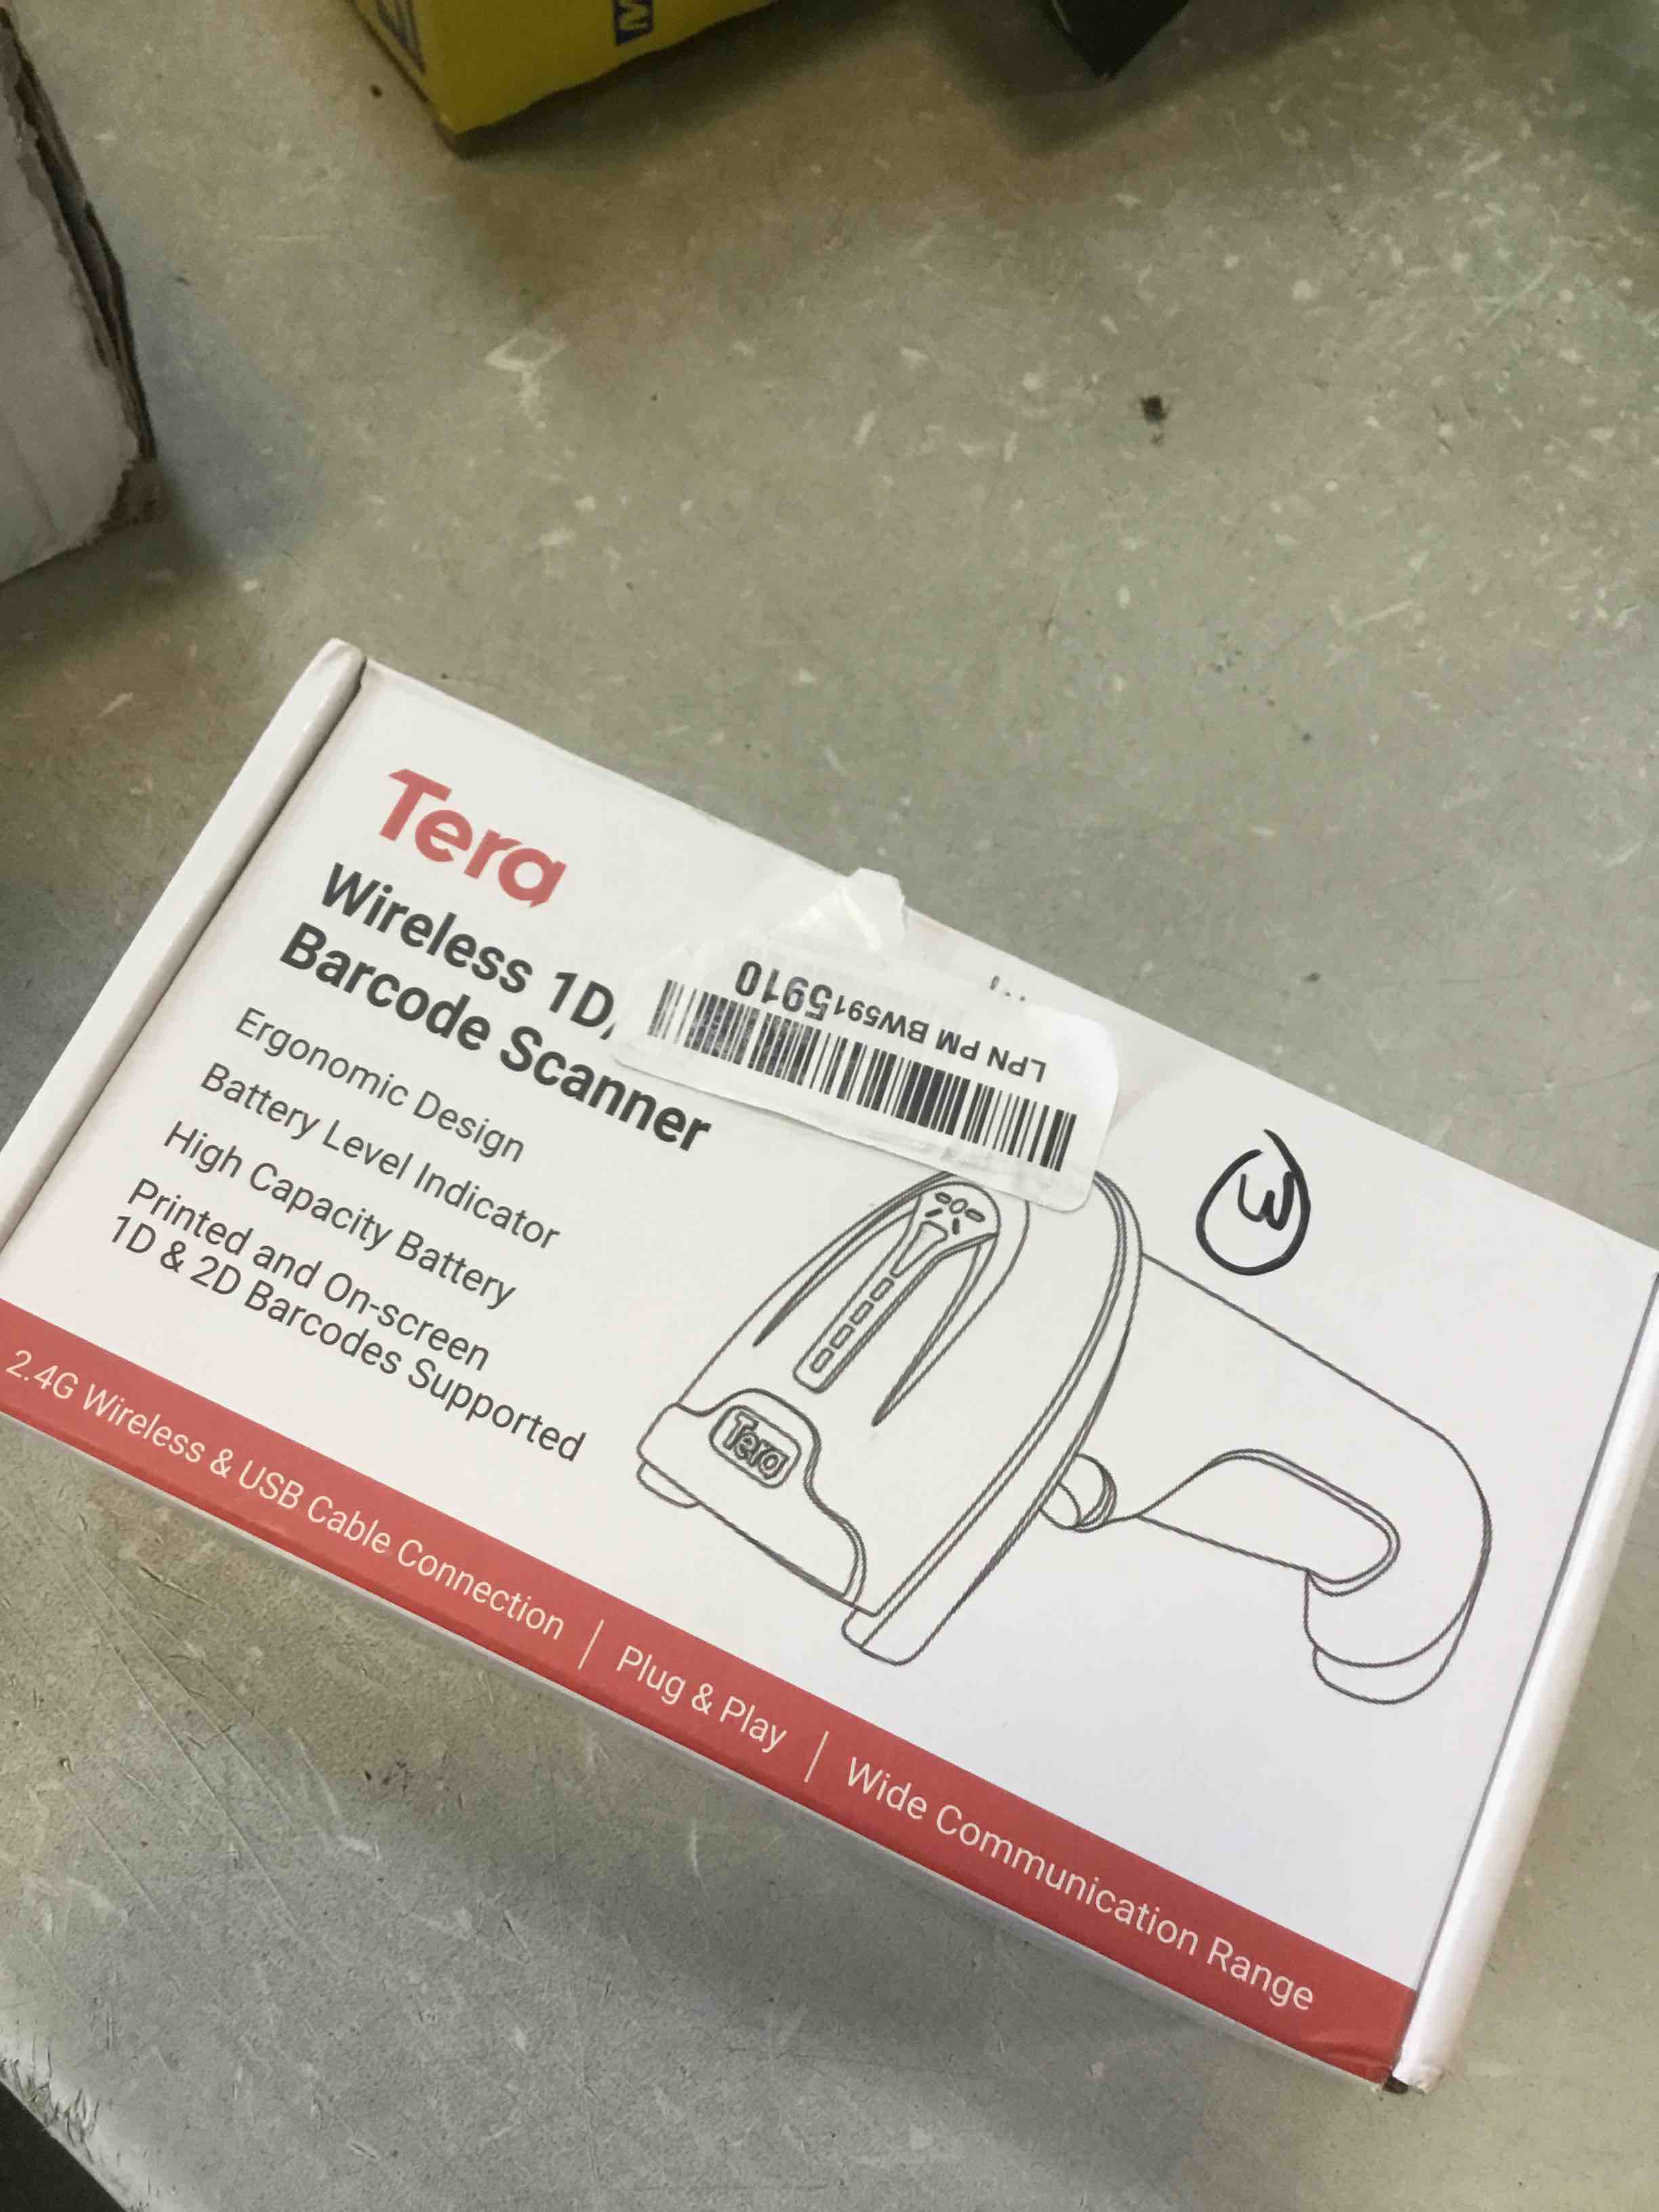 Tera
Wireless 1D,
Barcode Scanner
Ergonomic Design
Battery Level Indicator
High Capacity Battery
Printed and On-screen
1D & 2D Barcodes Supported
LPN PM BW5915910
3
Tera
2.4G Wireless & USB Cable Connection | Plug & Play | Wide Communication Range